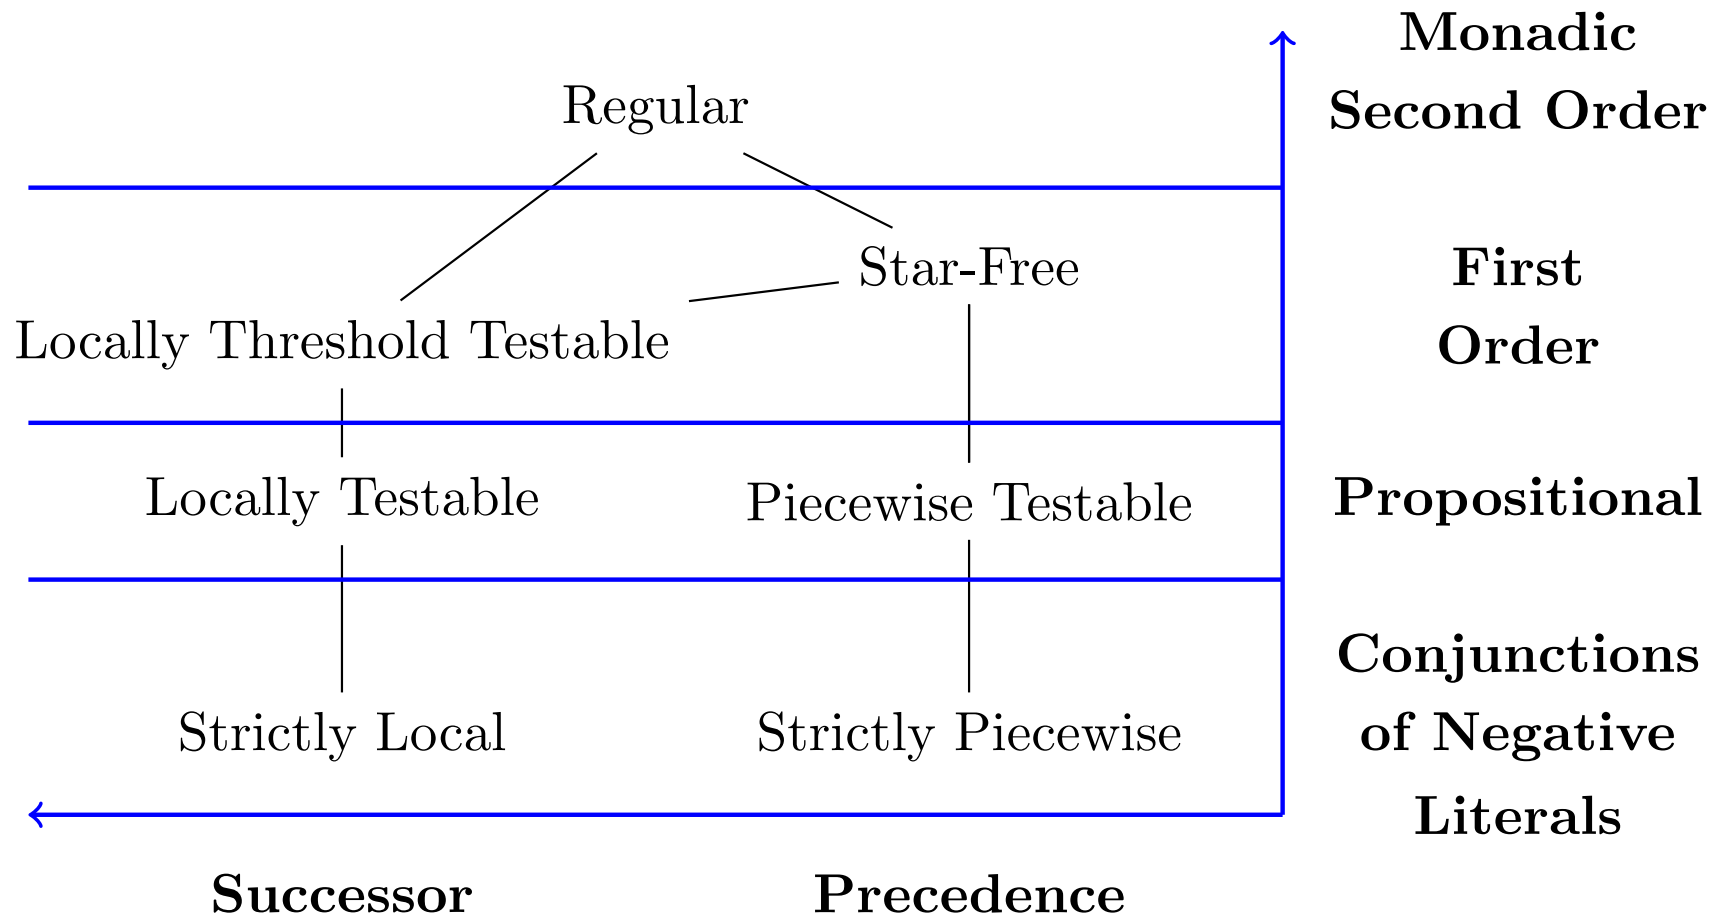 Monadic
Second Order
Regular
Star-Free
First
Order
Locally Threshold Testable
Locally Testable
Piecewise Testable
Propositional
Conjunctions
of Negative
Literals
Strictly Local
Strictly Piecewise
Successor
Precedence